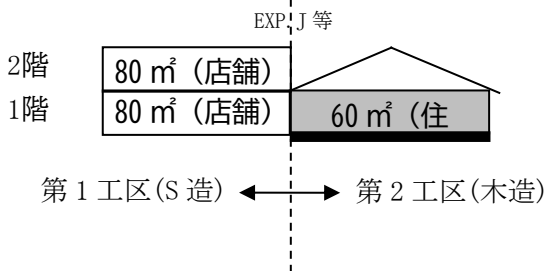 EXP.J 等
2階
80 ㎡（店舗）
1階
80 ㎡（店舗）
60 ㎡（住
第１工区(S 造)
第２工区(木造)